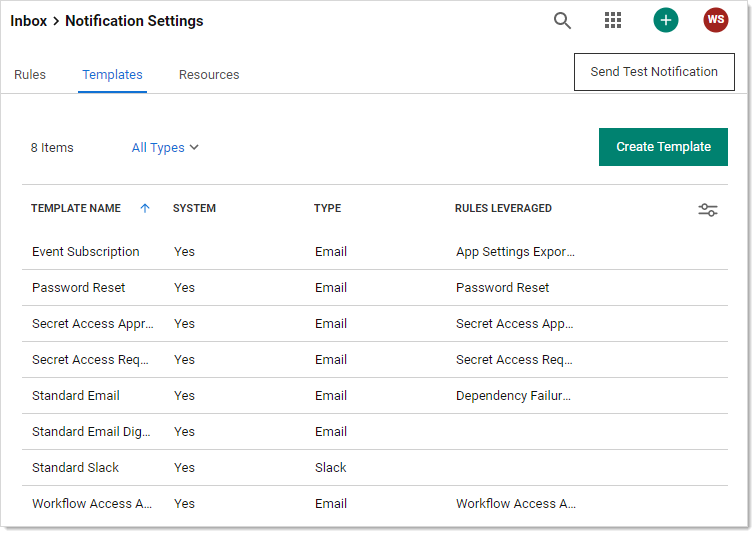 Inbox > Notification Settings
WS
Rules Templates Resources Send Test Notification
8 Items All Types Create Template
TEMPLATE NAME SYSTEM TYPE RULES LEVERAGED
Event Subscription Yes Email App Settings Expor...
Password Reset Yes Email Password Reset
Secret Access Appr... Yes Email Secret Access App...
Secret Access Req... Yes Email Secret Access Req...
Standard Email Yes Email Dependency Failur...
Standard Email Dig... Yes Email
Standard Slack Yes Slack
Workflow Access A... Yes Email Workflow Access A...